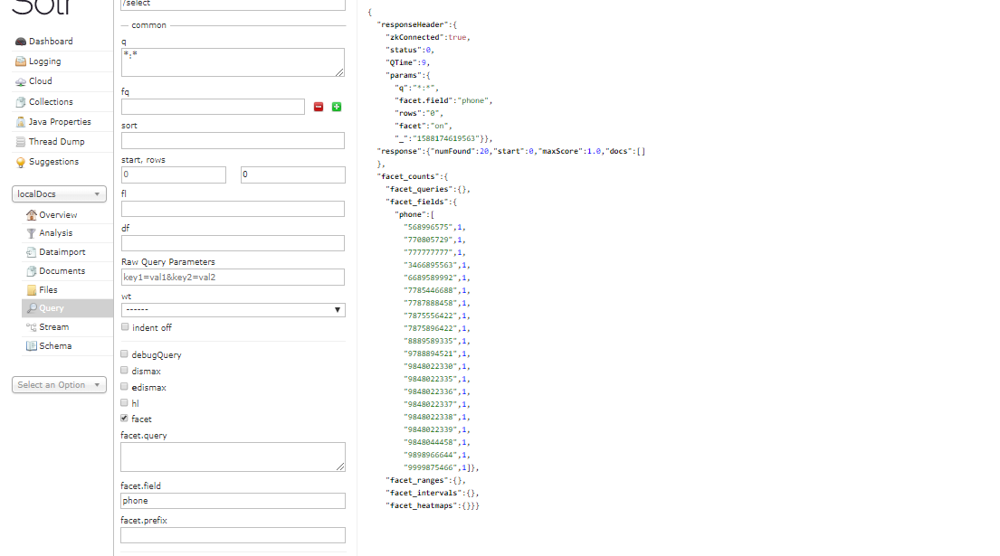 Solr
Dashboard
Logging
Cloud
Collections
Java Properties
Thread Dump
Suggestions
localDocs
Overview
Analysis
Dataimport
Documents
Files
Query
Stream
Schema
Select an Option
/select
common
q
*:*
fq
sort
start, rows
0 0
fl
df
Raw Query Parameters
key1=val1&key2=val2
wt
------
indent off
debugQuery
dismax
edismax
hl
facet
facet.query
facet.field
phone
facet.prefix
{
"responseHeader":{
"zkConnected":true,
"status":0,
"QTime":9,
"params":{
"q":"*:*",
"facet.field":"phone",
"rows":"0",
"facet":"on",
"_":"1588174619563"}},
"response":{"numFound":20,"start":0,"maxScore":1.0,"docs":[]
},
"facet_counts":{
"facet_queries":{},
"facet_fields":{
"phone":[
"568996575",1,
"770805729",1,
"777777777",1,
"3466895563",1,
"6689589992",1,
"7785446688",1,
"7787888458",1,
"7875556422",1,
"7875896422",1,
"8889589335",1,
"9788894521",1,
"9848022330",1,
"9848022335",1,
"9848022336",1,
"9848022337",1,
"9848022338",1,
"9848022339",1,
"9848044458",1,
"9898966644",1,
"9999875466",1]},
"facet_ranges":{},
"facet_intervals":{},
"facet_heatmaps":{}}}